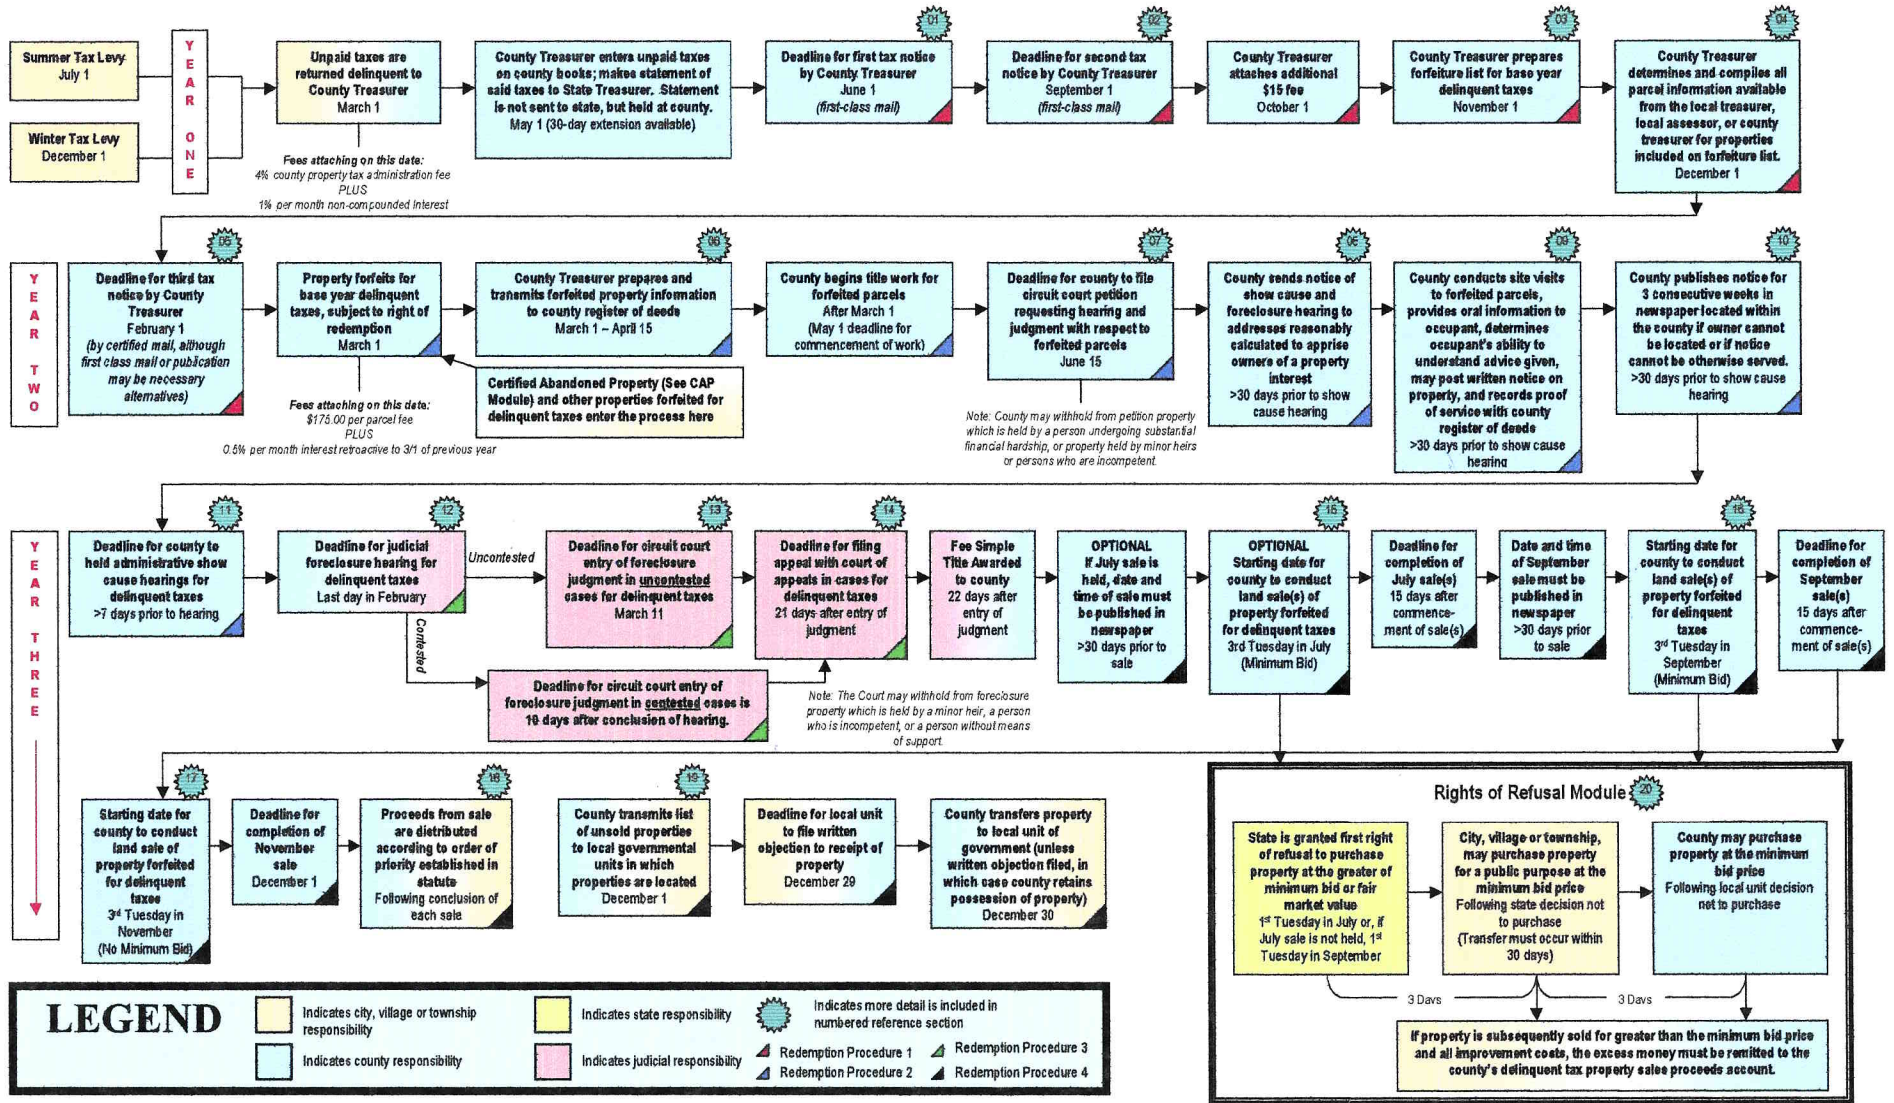 Summer Tax Levy
July 1
Winter Tax Levy
December 1
YEAR ONE
Unpaid taxes are
returned delinquent to
County Treasurer
March 1
Fees attaching on this date:
4% county property tax administration fee
PLUS
1% per month non-compounded interest
County Treasurer enters unpaid taxes
on county books; makes statement of
said taxes to State Treasurer. Statement
is not sent to state, but held at county.
May 1 (30-day extension available)
01
Deadline for first tax notice
by County Treasurer
June 1
(first-class mail)
02
Deadline for second tax
notice by County Treasurer
September 1
(first-class mail)
County Treasurer
attaches additional
$15 fee
October 1
03
County Treasurer prepares
forfeiture list for base year
delinquent taxes
November 1
04
County Treasurer
determines and compiles all
parcel information available
from the local treasurer,
local assessor, or county
treasurer for properties
included on forfeiture list.
December 1
YEAR TWO
05
Deadline for third tax
notice by County
Treasurer
February 1
(by certified mail, although
first class mail or publication
may be necessary
alternatives)
Property forfeits for
base year delinquent
taxes, subject to right of
redemption
March 1
Fees attaching on this date:
$175.00 per parcel fee
PLUS
0.5% per month interest retroactive to 3/1 of previous year
06
County Treasurer prepares and
transmits forfeited property information
to county register of deeds
March 1 – April 15
Certified Abandoned Property (See CAP
Module) and other properties forfeited for
delinquent taxes enter the process here
County begins title work for
forfeited parcels
After March 1
(May 1 deadline for
commencement of work)
07
Deadline for county to file
circuit court petition
requesting hearing and
judgment with respect to
forfeited parcels
June 15
Note: County may withhold from petition property
which is held by a person undergoing substantial
financial hardship, or property held by minor heirs
or persons who are incompetent.
County sends notice of
show cause and
foreclosure hearing to
addresses reasonably
calculated to apprise
owners of a property
interest
>30 days prior to show
cause hearing
09
County conducts site visits
to forfeited parcels,
provides oral information to
occupant, determines
occupant's ability to
understand advice given,
may post written notice on
property, and records proof
of service with county
register of deeds
>30 days prior to show cause
hearing
10
County publishes notice for
3 consecutive weeks in
newspaper located within
the county if owner cannot
be located or if notice
cannot be otherwise served.
>30 days prior to show cause
hearing
YEAR THREE
11
Deadline for county to
held administrative show
cause hearings for
delinquent taxes
>7 days prior to hearing
12
Deadline for judicial
foreclosure hearing for
delinquent taxes
Last day in February
Uncontested
Contested
13
Deadline for circuit court
entry of foreclosure
judgment in uncontested
cases for delinquent taxes
March 11
Deadline for circuit court entry of
foreclosure judgment in contested cases is
10 days after conclusion of hearing.
14
Deadline for filing
appeal with court of
appeals in cases for
delinquent taxes
21 days after entry of
judgment
Note: The Court may withhold from foreclosure
property which is held by a minor heir, a person
who is incompetent, or a person without means
of support.
Fee Simple
Title Awarded
to county
22 days after
entry of
judgment
OPTIONAL
If July sale is
held, date and
time of sale must
be published in
newspaper
>30 days prior to
sale
15
OPTIONAL
Starting date for
county to conduct
land sale(s) of
property forfeited
for delinquent taxes
3rd Tuesday in July
(Minimum Bid)
Deadline for
completion of
July sale(s)
15 days after
commence-
ment of sale(s)
Date and time
of September
sale must be
published in
newspaper
>30 days prior
to sale
16
Starting date for
county to conduct
land sale(s) of
property forfeited
for delinquent
taxes
3rd Tuesday in
September
(Minimum Bid)
Deadline for
completion of
September
sale(s)
15 days after
commence-
ment of sale(s)
17
Starting date for
county to conduct
land sale of
property forfeited
for delinquent
taxes
3rd Tuesday in
November
(No Minimum Bid)
Deadline for
completion of
November
sale
December 1
18
Proceeds from sale
are distributed
according to order of
priority established in
statute
Following conclusion of
each sale
19
County transmits list
of unsold properties
to local governmental
units in which
properties are located
December 1
Deadline for local unit
to file written
objection to receipt of
property
December 29
County transfers property
to local unit of
government (unless
written objection filed, in
which case county retains
possession of property)
December 30
Rights of Refusal Module
20
State is granted first right
of refusal to purchase
property at the greater of
minimum bid or fair
market value
1st Tuesday in July or, if
July sale is not held, 1st
Tuesday in September
City, village or township,
may purchase property
for a public purpose at the
minimum bid price
Following state decision not
to purchase
(Transfer must occur within
30 days)
County may purchase
property at the minimum
bid price
Following local unit decision
not to purchase
3 Days
3 Days
If property is subsequently sold for greater than the minimum bid price
and all improvement costs, the excess money must be remitted to the
county's delinquent tax property sales proceeds account.
LEGEND
Indicates city, village or township
responsibility
Indicates county responsibility
Indicates state responsibility
Indicates judicial responsibility
Indicates more detail is included in
numbered reference section
Redemption Procedure 1
Redemption Procedure 2
Redemption Procedure 3
Redemption Procedure 4